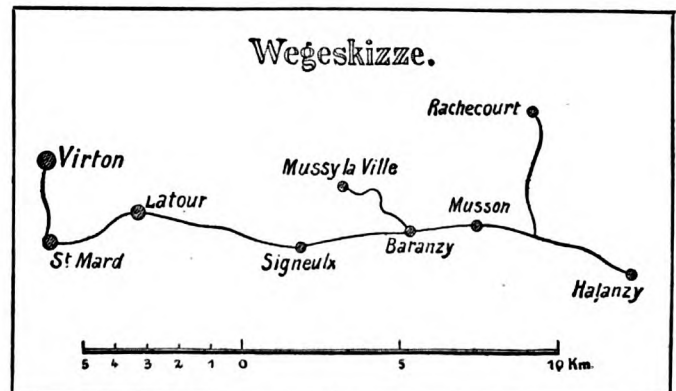 Wegeskizze.
Rachecourt
Virton
Mussy la Ville
Latour
Musson
St Mard
Signeulx
Baranzy
Halanzy
5 4 3 2 1 0 5 10 Km.